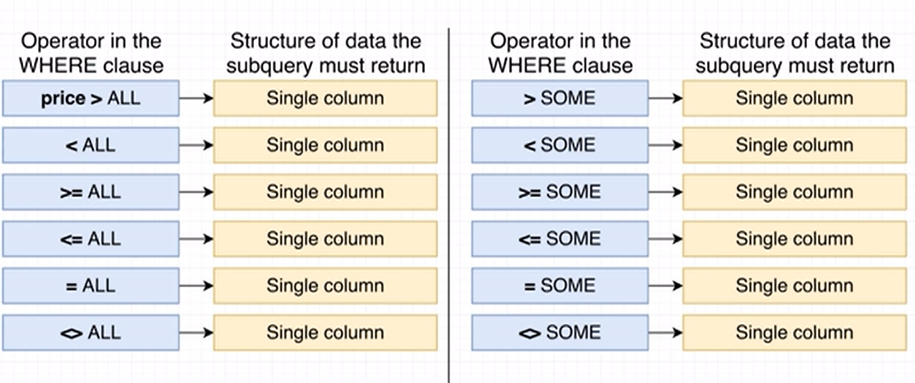 Operator in the
WHERE clause
Structure of data the
subquery must return
price > ALL
Single column
< ALL
Single column
>= ALL
Single column
<= ALL
Single column
= ALL
Single column
<> ALL
Single column
Operator in the
WHERE clause
Structure of data the
subquery must return
> SOME
Single column
< SOME
Single column
>= SOME
Single column
<= SOME
Single column
= SOME
Single column
<> SOME
Single column